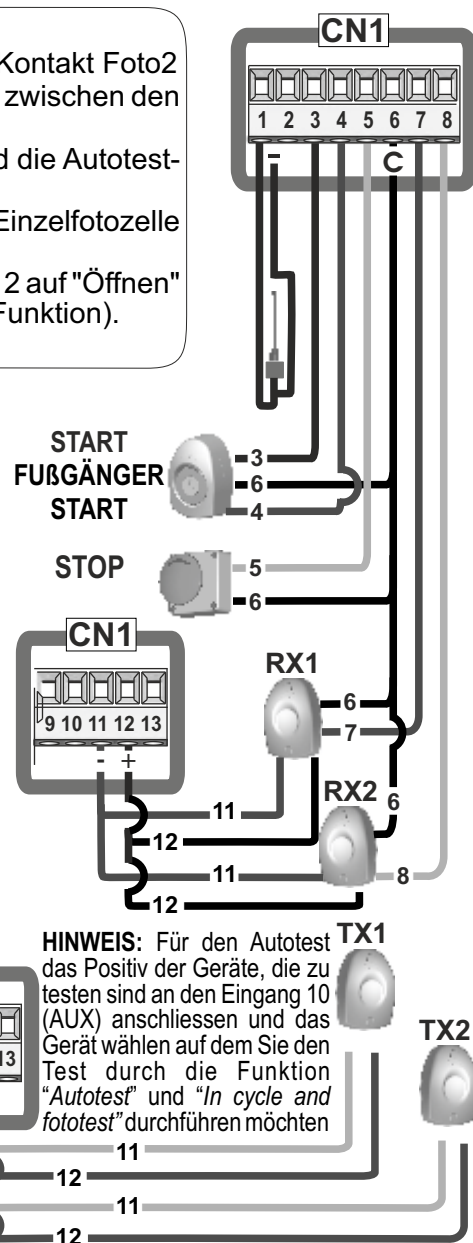 Kontakt Foto2
zwischen den
d die Autotest-
Einzelfotozelle
2 auf "Öffnen"
Funktion).
CN1
1 2 3 4 5 6 7 8
- C
START
FUßGÄNGER
START
3
6
4
STOP
5
6
CN1
9 10 11 12 13
- +
RX1
6
7
RX2
6
11
12
11
8
12
HINWEIS: Für den Autotest
das Positiv der Geräte, die zu
testen sind an den Eingang 10
(AUX) anschliessen und das
Gerät wählen auf dem Sie den
Test durch die Funktion
“Autotest” und “In cycle and
fototest” durchführen möchten
TX1
TX2
13
11
12
11
12